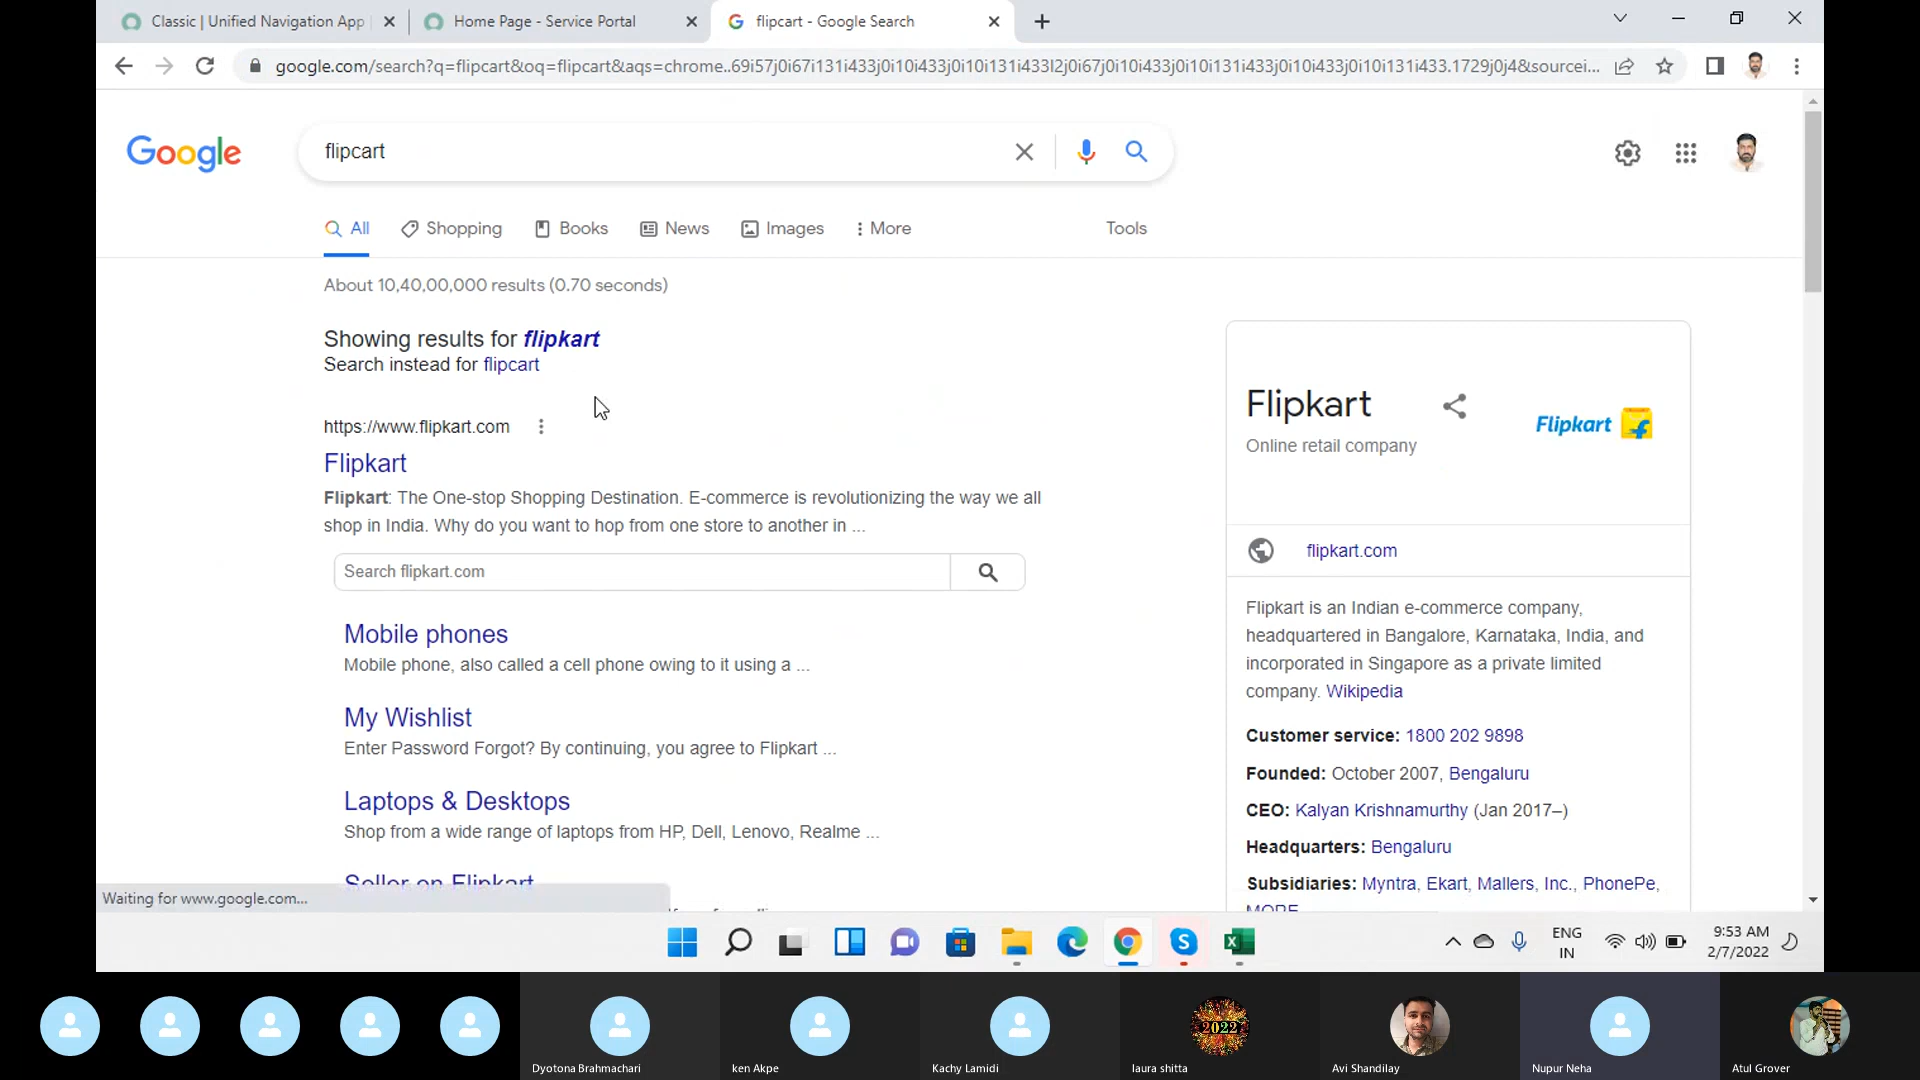 Classic | Unified Navigation App
Home Page - Service Portal
flipcart - Google Search
google.com/search?q=flipcart&oq=flipcart&aqs=chrome..69i57j0i67i131i433j0i10i433j0i10i131i433l2j0i67j0i10i433j0i10i131i433j0i10i433j0i10i131i433.1729j0j4&sourcei...
Google
flipcart
All
Shopping
Books
News
Images
More
Tools
About 10,40,00,000 results (0.70 seconds)
Showing results for flipkart
Search instead for flipcart
https://www.flipkart.com
Flipkart
Flipkart: The One-stop Shopping Destination. E-commerce is revolutionizing the way we all
shop in India. Why do you want to hop from one store to another in ...
Search flipkart.com
Mobile phones
Mobile phone, also called a cell phone owing to it using a ...
My Wishlist
Enter Password Forgot? By continuing, you agree to Flipkart ...
Laptops & Desktops
Shop from a wide range of laptops from HP, Dell, Lenovo, Realme ...
Seller on Flipkart
Waiting for www.google.com...
Flipkart
Online retail company
Flipkart
flipkart.com
Flipkart is an Indian e-commerce company,
headquartered in Bangalore, Karnataka, India, and
incorporated in Singapore as a private limited
company. Wikipedia
Customer service: 1800 202 9898
Founded: October 2007, Bengaluru
CEO: Kalyan Krishnamurthy (Jan 2017–)
Headquarters: Bengaluru
Subsidiaries: Myntra, Ekart, Mallers, Inc., PhonePe,
MORE
ENG
IN
9:53 AM
2/7/2022
2022
Dyotona Brahmachari
ken Akpe
Kachy Lamidi
laura shitta
Avi Shandilay
Nupur Neha
Atul Grover